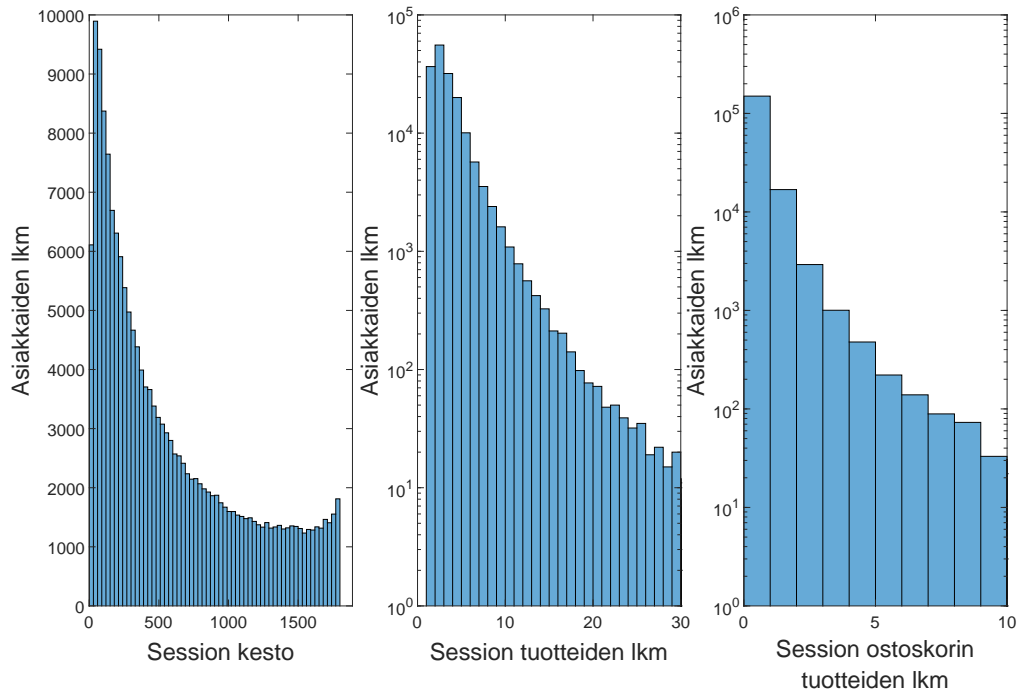 10000
9000
8000
7000
6000
5000
4000
3000
2000
1000
0
0 500 1000 1500
Asiakkaiden lkm
Session kesto
10^5
10^4
10^3
10^2
10^1
10^0
0 10 20 30
Asiakkaiden lkm
Session tuotteiden lkm
10^6
10^5
10^4
10^3
10^2
10^1
10^0
0 5 10
Asiakkaiden lkm
Session ostoskorin
tuotteiden lkm